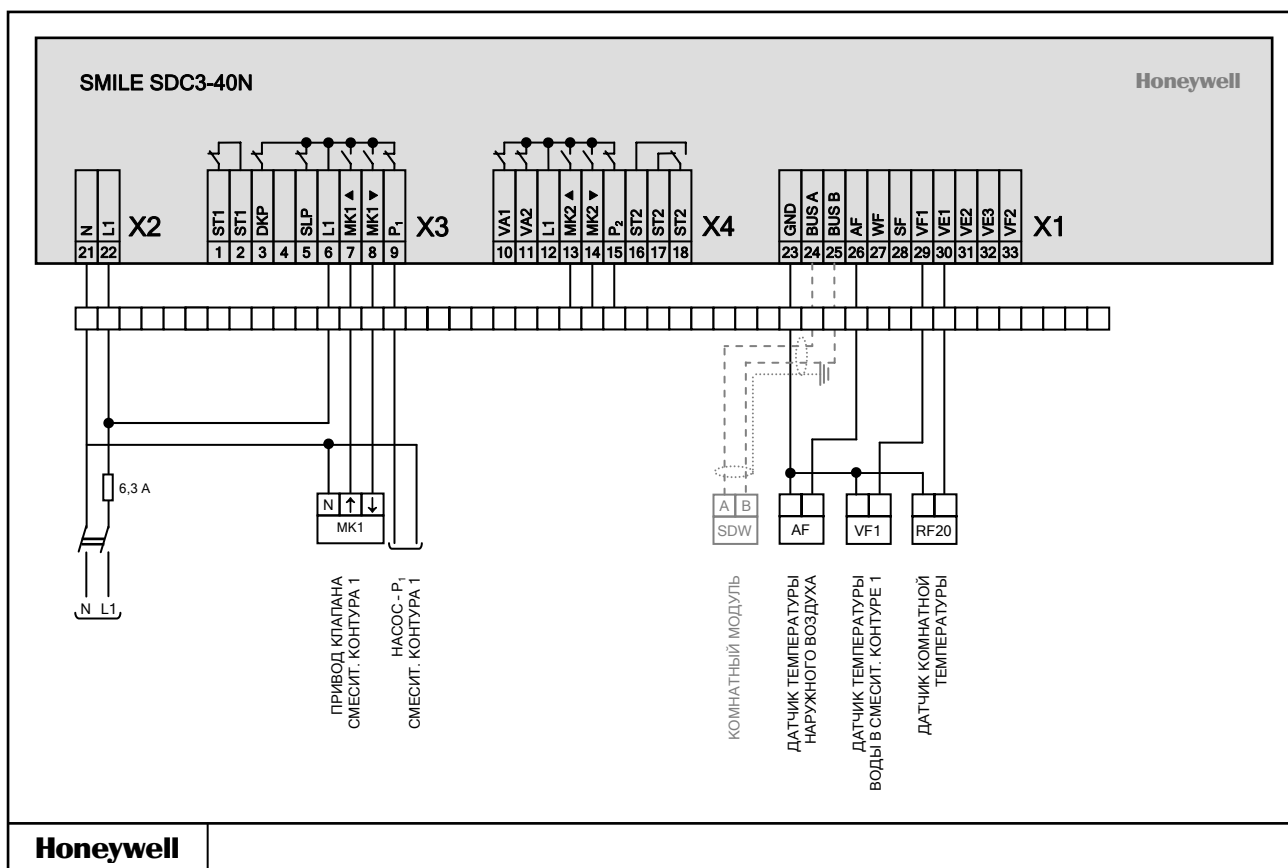 SMILE SDC3-40N
Honeywell
N L1 X2
ST1 ST1 DKP SLP L1 MK1▲ MK1▼ P₁ X3
VA1 VA2 L1 MK2▲ MK2▼ P₂ ST2 ST2 ST2 X4
GND BUS A BUS B AF WF SF VF1 VE1 VE2 VE3 VF2 X1
21 22
1 2 3 4 5 6 7 8 9
10 11 12 13 14 15 16 17 18
23 24 25 26 27 28 29 30 31 32 33
6,3 A
N ↑ ↓
MK1
A B
SDW
AF
VF1
RF20
N L1
ПРИВОД КЛАПАНА
СМЕСИТ. КОНТУРА 1
НАСОС - P₁
СМЕСИТ. КОНТУРА 1
КОМНАТНЫЙ МОДУЛЬ
ДАТЧИК ТЕМПЕРАТУРЫ
НАРУЖНОГО ВОЗДУХА
ДАТЧИК ТЕМПЕРАТУРЫ
ВОДЫ В СМЕСИТ. КОНТУРЕ 1
ДАТЧИК КОМНАТНОЙ
ТЕМПЕРАТУРЫ
Honeywell